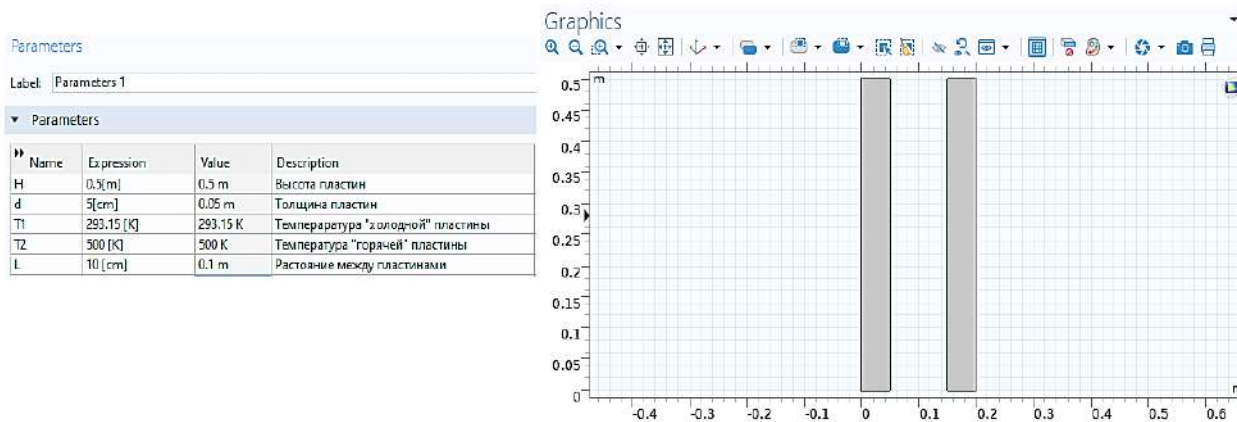 Graphics
Parameters
Label: Parameters 1
Parameters
Name Expression Value Description
H 0.5[m] 0.5 m Высота пластин
d 5[cm] 0.05 m Толщина пластин
T1 293.15 [K] 293.15 K Темпераратура "холодной" пластины
T2 500 [K] 500 K Температура "горячей" пластины
L 10 [cm] 0.1 m Растояние между пластинами
m
0.5
0.45
0.4
0.35
0.3
0.25
0.2
0.15
0.1
0.05
0
-0.4 -0.3 -0.2 -0.1 0 0.1 0.2 0.3 0.4 0.5 0.6